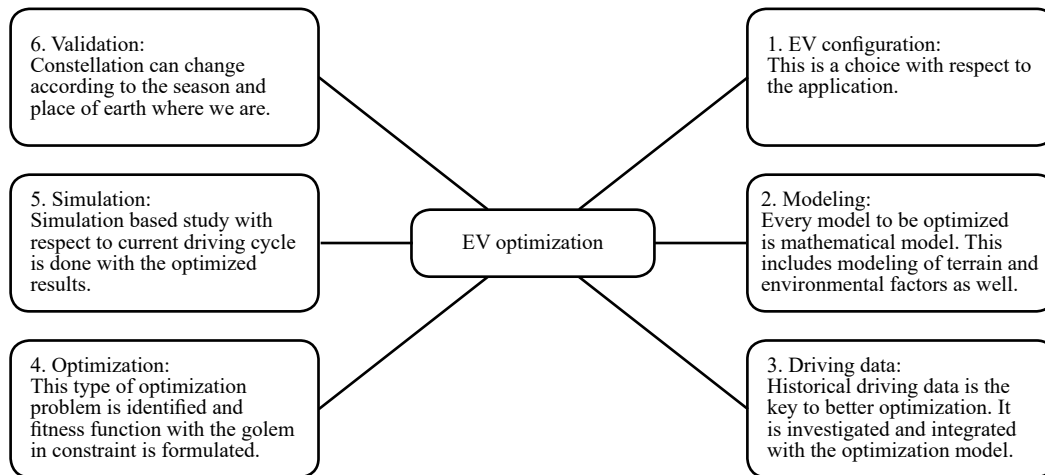 6. Validation:
Constellation can change
according to the season and
place of earth where we are.
1. EV configuration:
This is a choice with respect to
the application.
5. Simulation:
Simulation based study with
respect to current driving cycle
is done with the optimized
results.
EV optimization
2. Modeling:
Every model to be optimized
is mathematical model. This
includes modeling of terrain and
environmental factors as well.
4. Optimization:
This type of optimization
problem is identified and
fitness function with the golem
in constraint is formulated.
3. Driving data:
Historical driving data is the
key to better optimization. It
is investigated and integrated
with the optimization model.